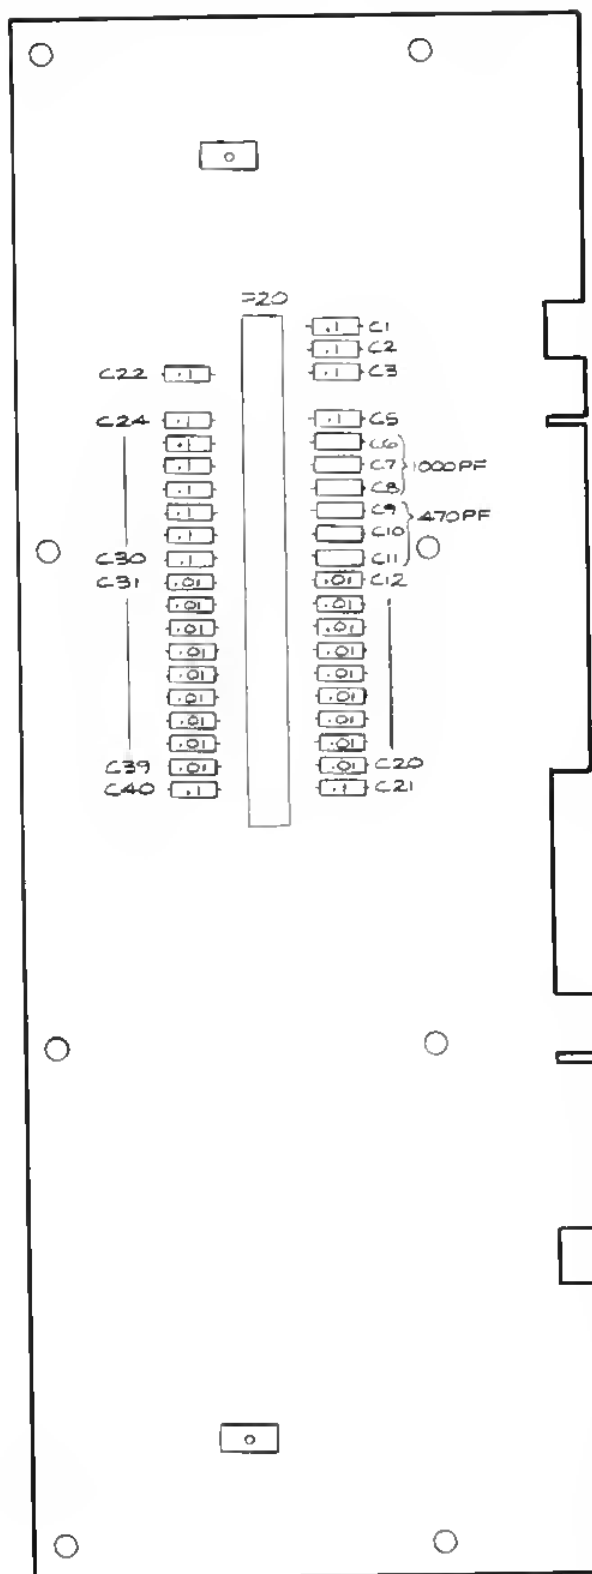 .1 C1
.1 C2
C22 .1 .1 C3
C24 .1 .1 C5
.1 C6
.1 C7 1000PF
.1 C8
.1 C9 470PF
.1 C10
C30 .1 C11
C31 .01 .01 C12
.01 .01
.01 .01
.01 .01
.01 .01
.01 .01
.01 .01
.01 .01
C39 .01 .01 C20
C40 .1 .1 C21